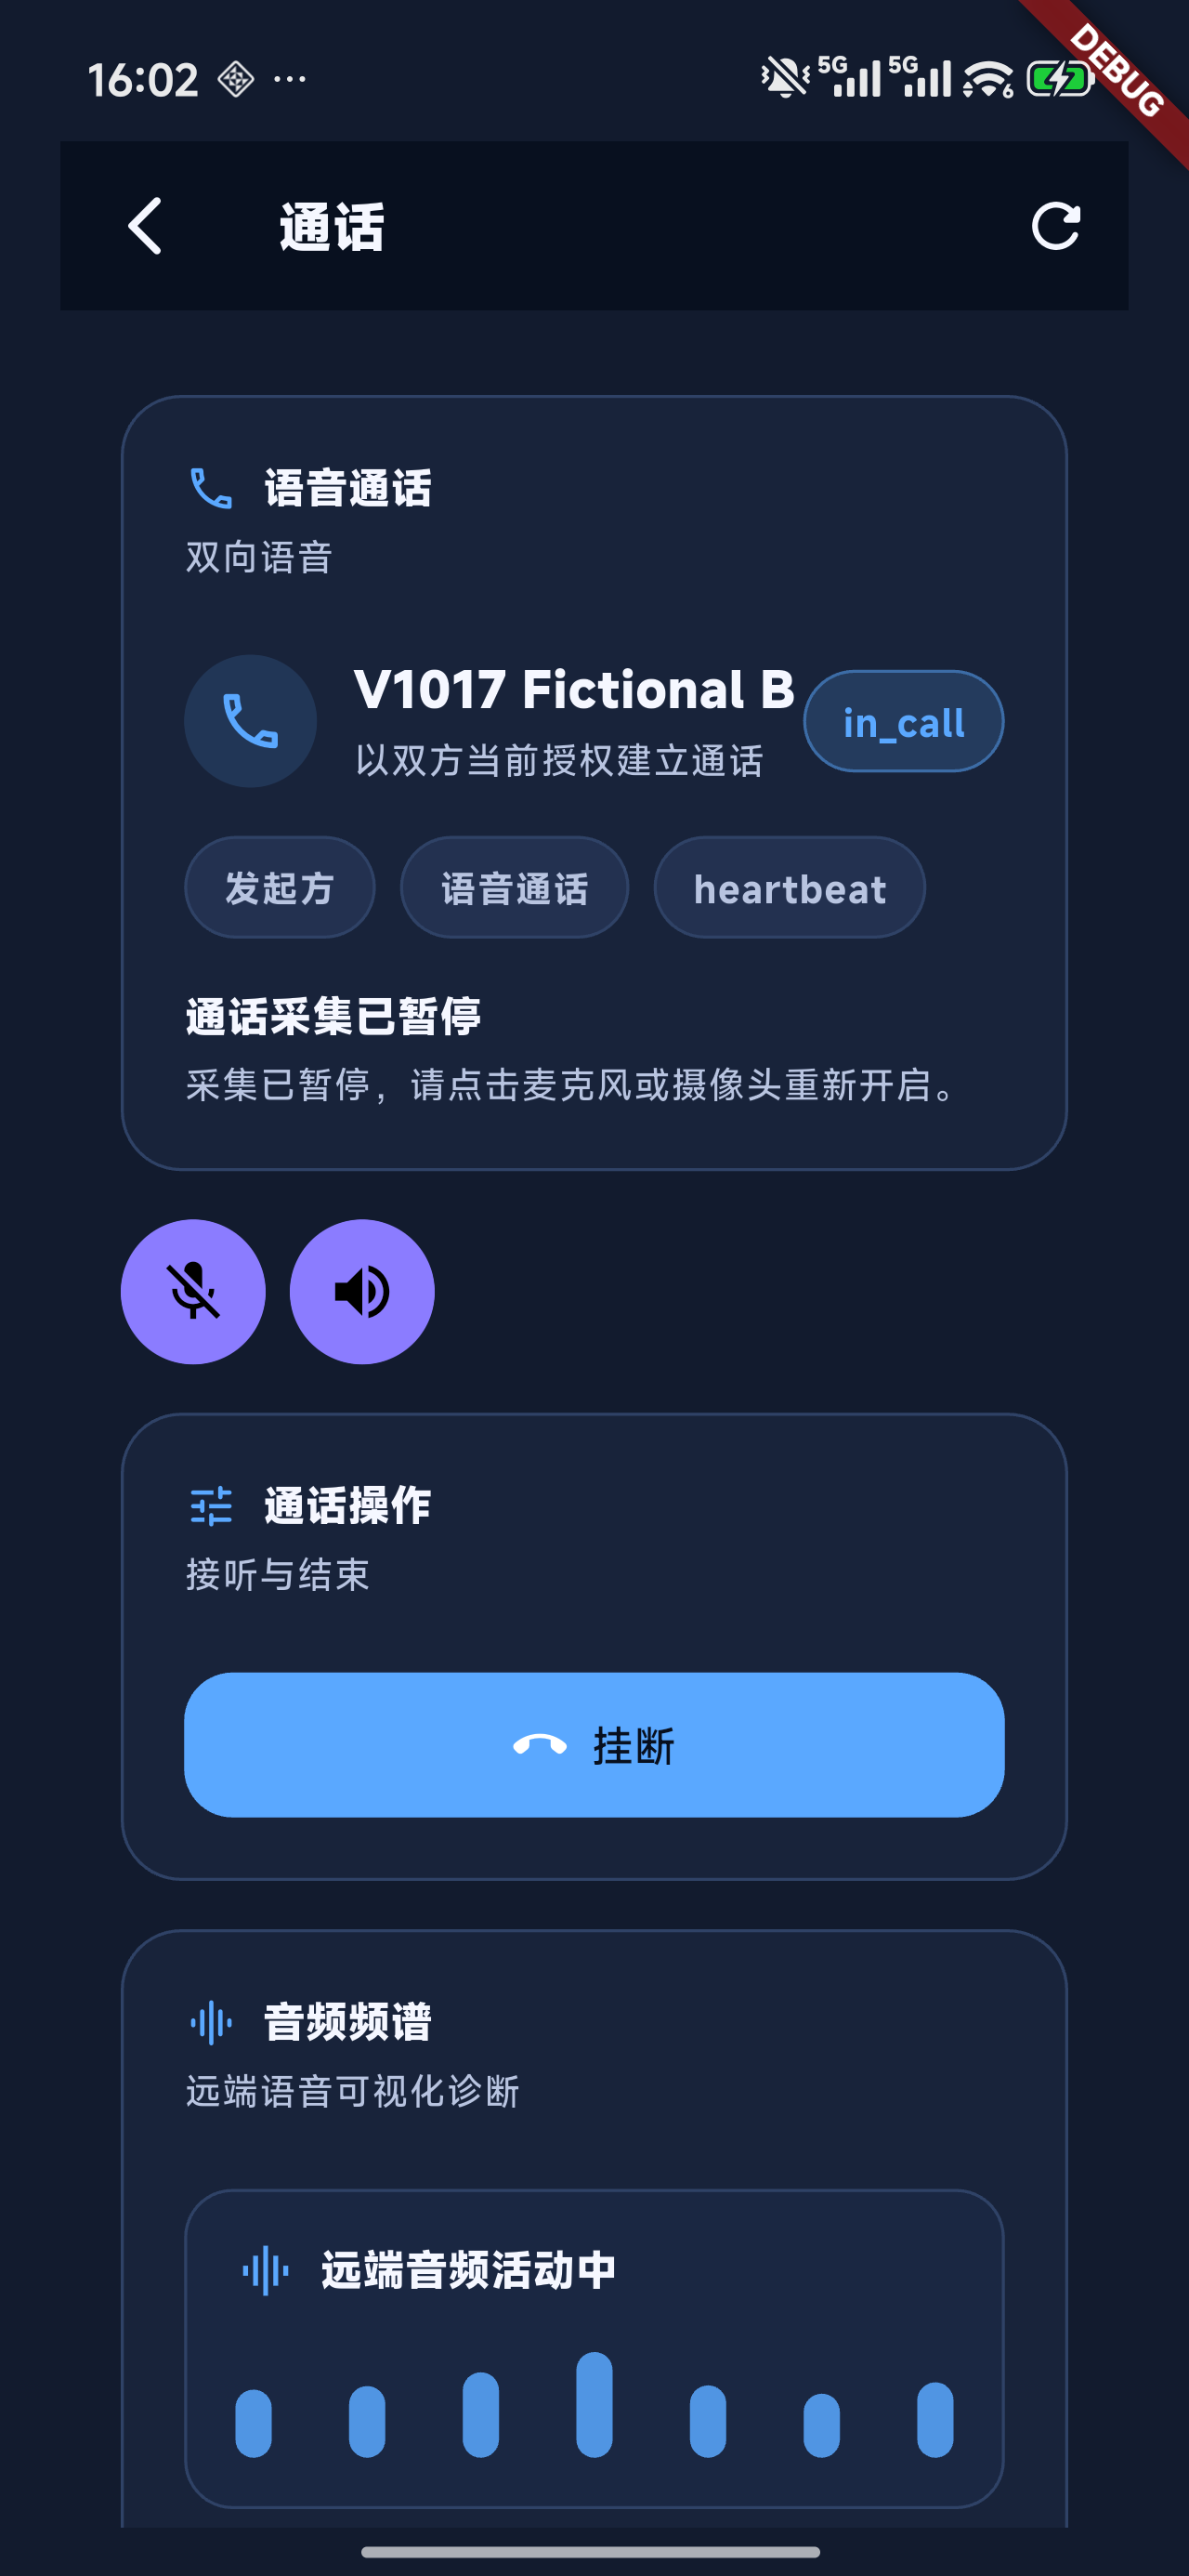 16:02
5G 5G 6
DEBUG
通话
语音通话
双向语音
V1017 Fictional B
以双方当前授权建立通话
in_call
发起方 语音通话 heartbeat
通话采集已暂停
采集已暂停，请点击麦克风或摄像头重新开启。
通话操作
接听与结束
挂断
音频频谱
远端语音可视化诊断
远端音频活动中